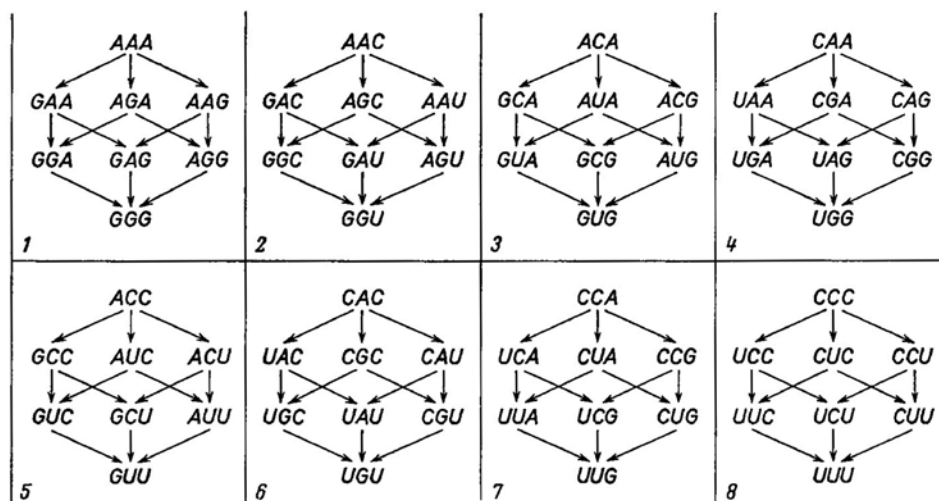 AAA
GAA AGA AAG
GGA GAG AGG
GGG
1
AAC
GAC AGC AAU
GGC GAU AGU
GGU
2
ACA
GCA AUA ACG
GUA GCG AUG
GUG
3
CAA
UAA CGA CAG
UGA UAG CGG
UGG
4
ACC
GCC AUC ACU
GUC GCU AUU
GUU
5
CAC
UAC CGC CAU
UGC UAU CGU
UGU
6
CCA
UCA CUA CCG
UUA UCG CUG
UUG
7
CCC
UCC CUC CCU
UUC UCU CUU
UUU
8